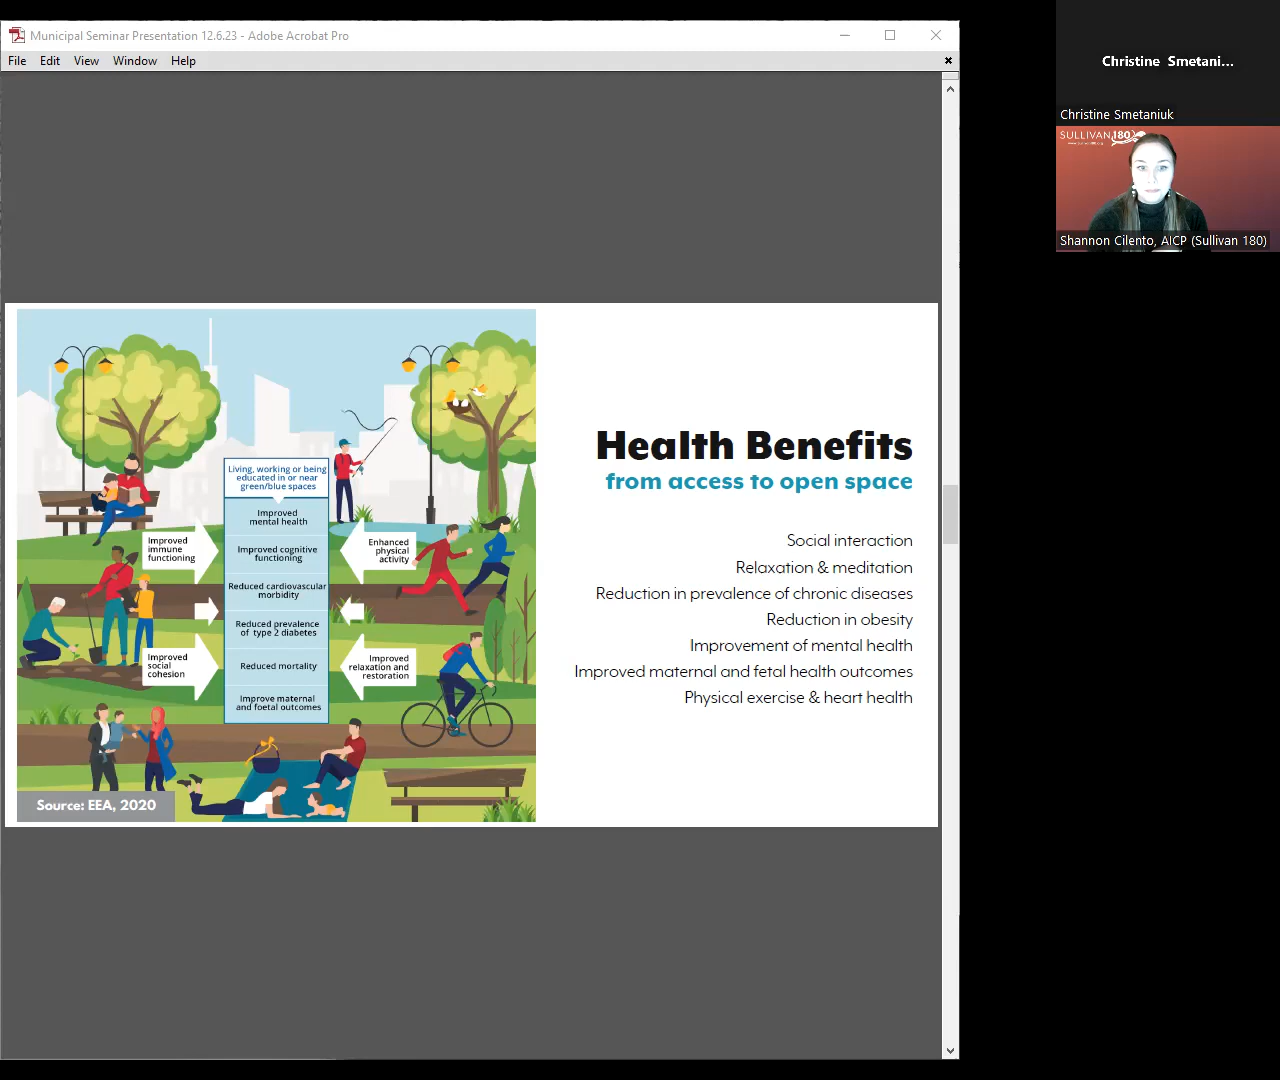 Municipal Seminar Presentation 12.6.23 - Adobe Acrobat Pro
File Edit View Window Help
Christine Smetani...
Christine Smetaniuk
SULLIVAN180
Shannon Cilento, AICP (Sullivan 180)
Living, working or being
educated in or near
green/blue spaces
Improved
mental health
Improved cognitive
functioning
Reduced cardiovascular
morbidity
Reduced prevalence
of type 2 diabetes
Reduced mortality
Improve maternal
and foetal outcomes
Improved
immune
functioning
Improved
social
cohesion
Enhanced
physical
activity
Improved
relaxation and
restoration
Source: EEA, 2020
Health Benefits
from access to open space
Social interaction
Relaxation & meditation
Reduction in prevalence of chronic diseases
Reduction in obesity
Improvement of mental health
Improved maternal and fetal health outcomes
Physical exercise & heart health